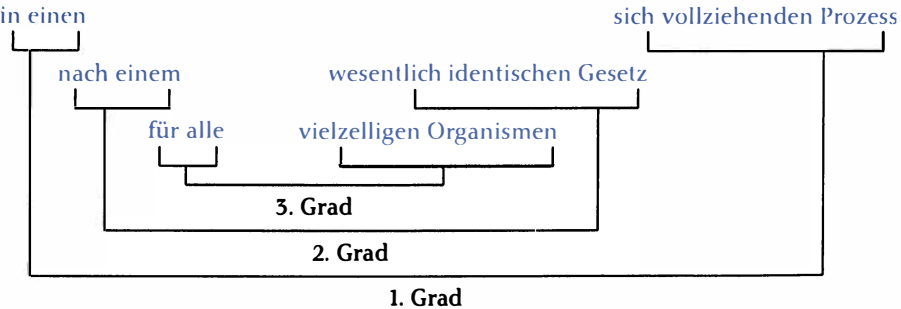 in einen sich vollziehenden Prozess
nach einem wesentlich identischen Gesetz
für alle vielzelligen Organismen
3. Grad
2. Grad
1. Grad